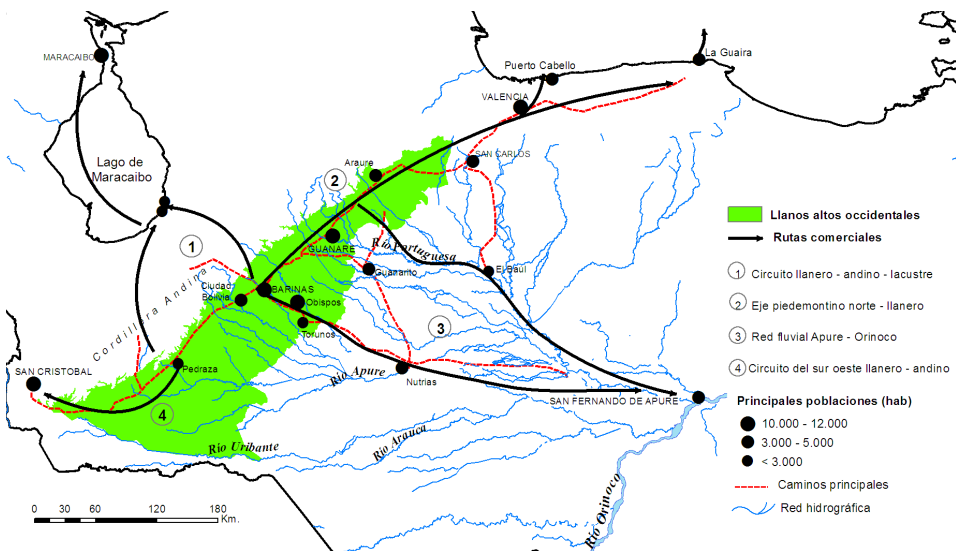 MARACAIBO
La Guaira
Puerto Cabello
VALENCIA
SAN CARLOS
Araure
Lago de
Maracaibo
2
1
GUANARE
Río Portuguesa
Guanarito
El Baúl
Cordillera Andina
Ciudad
Bolivia
BARINAS
Obispos
Torunos
3
Pedraza
SAN CRISTOBAL
4
Río Apure
Nutrias
SAN FERNANDO DE APURE
Río Arauca
Río Uribante
Río Orinoco
0 30 60 120 180
Km.
Llanos altos occidentales
Rutas comerciales
1 Circuito llanero - andino - lacustre
2 Eje piedemontino norte - llanero
3 Red fluvial Apure - Orinoco
4 Circuito del sur oeste llanero - andino
Principales poblaciones (hab)
10.000 - 12.000
3.000 - 5.000
< 3.000
Caminos principales
Red hidrográfica